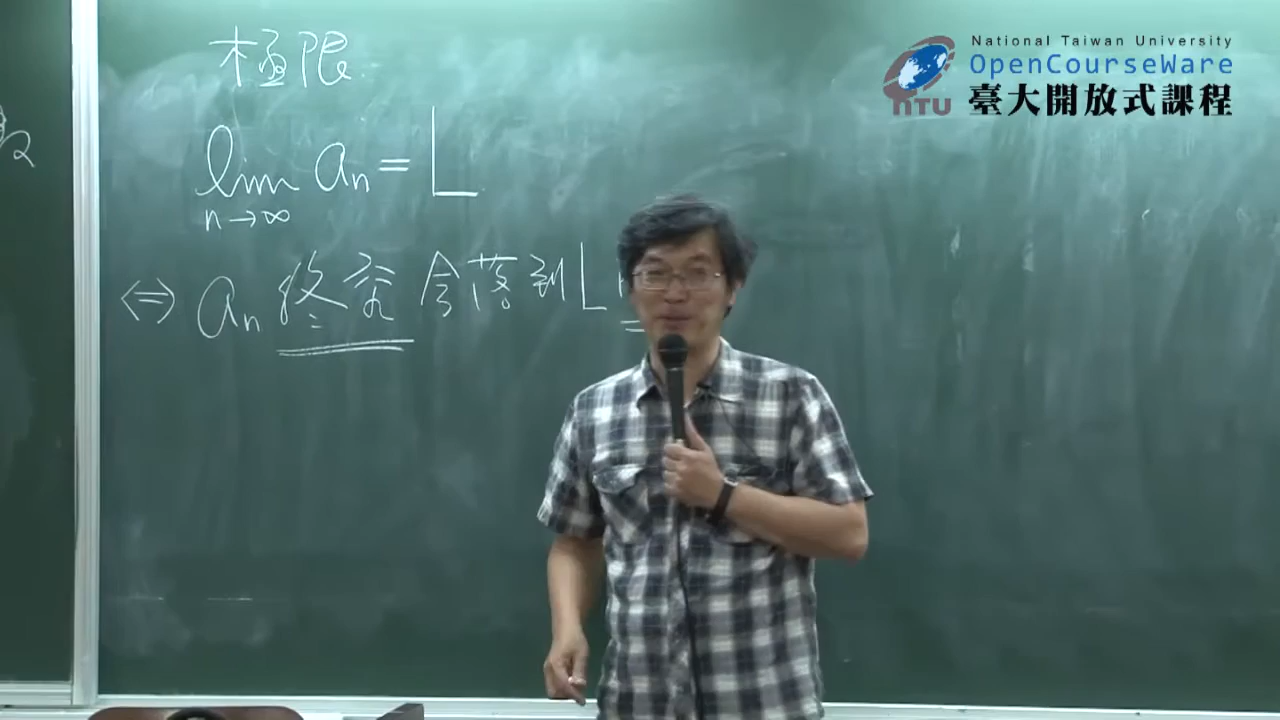 National Taiwan University
OpenCourseWare
NTU
臺大開放式課程
極限
lim aₙ = L
n→∞
⇔ aₙ 終究會落到 L